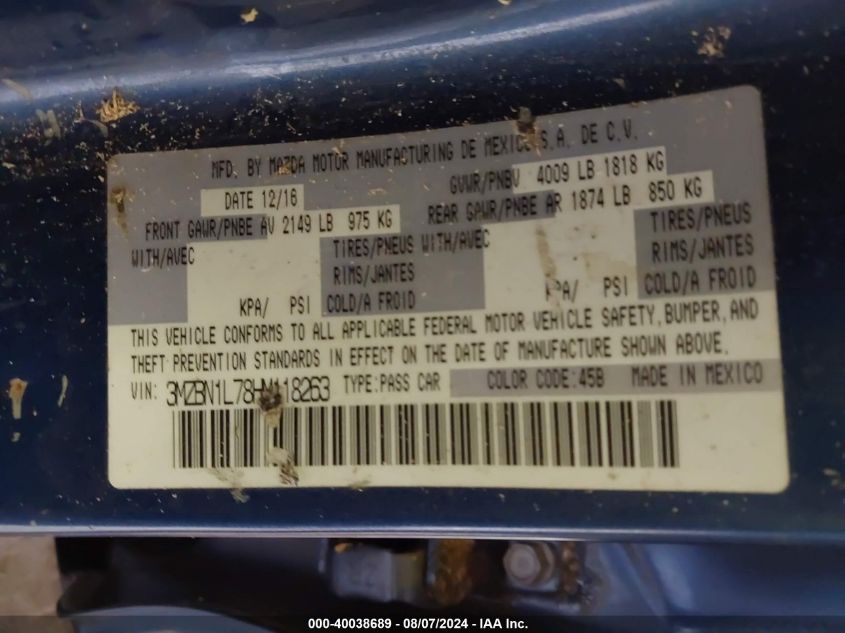 MFD. BY MAZDA MOTOR MANUFACTURING DE MEXICO S.A. DE C.V.
DATE 12/16 GVWR/PNBV 4009 LB 1818 KG
FRONT GAWR/PNBE AV 2149 LB 975 KG REAR GAWR/PNBE AR 1874 LB 850 KG
WITH/AVEC TIRES/PNEUS WITH/AVEC TIRES/PNEUS
RIMS/JANTES RIMS/JANTES
KPA/ PSI COLD/A FROID KPA/ PSI COLD/A FROID
THIS VEHICLE CONFORMS TO ALL APPLICABLE FEDERAL MOTOR VEHICLE SAFETY, BUMPER, AND
THEFT PREVENTION STANDARDS IN EFFECT ON THE DATE OF MANUFACTURE SHOWN ABOVE.
VIN: 3MZBN1L78HM118263 TYPE:PASS CAR COLOR CODE:45B MADE IN MEXICO
000-40038689 - 08/07/2024 - IAA Inc.